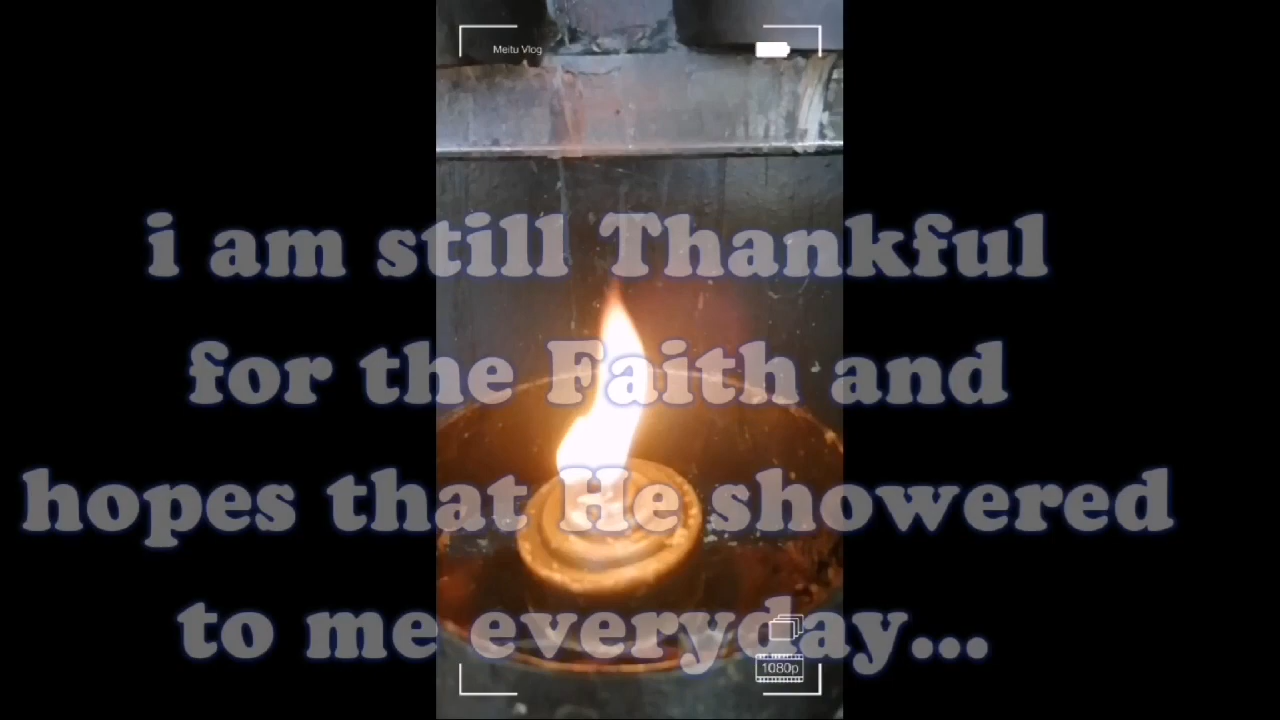 Meitu Vlog
i am still Thankful
for the Faith and
hopes that He showered
to me everyday...
1080p